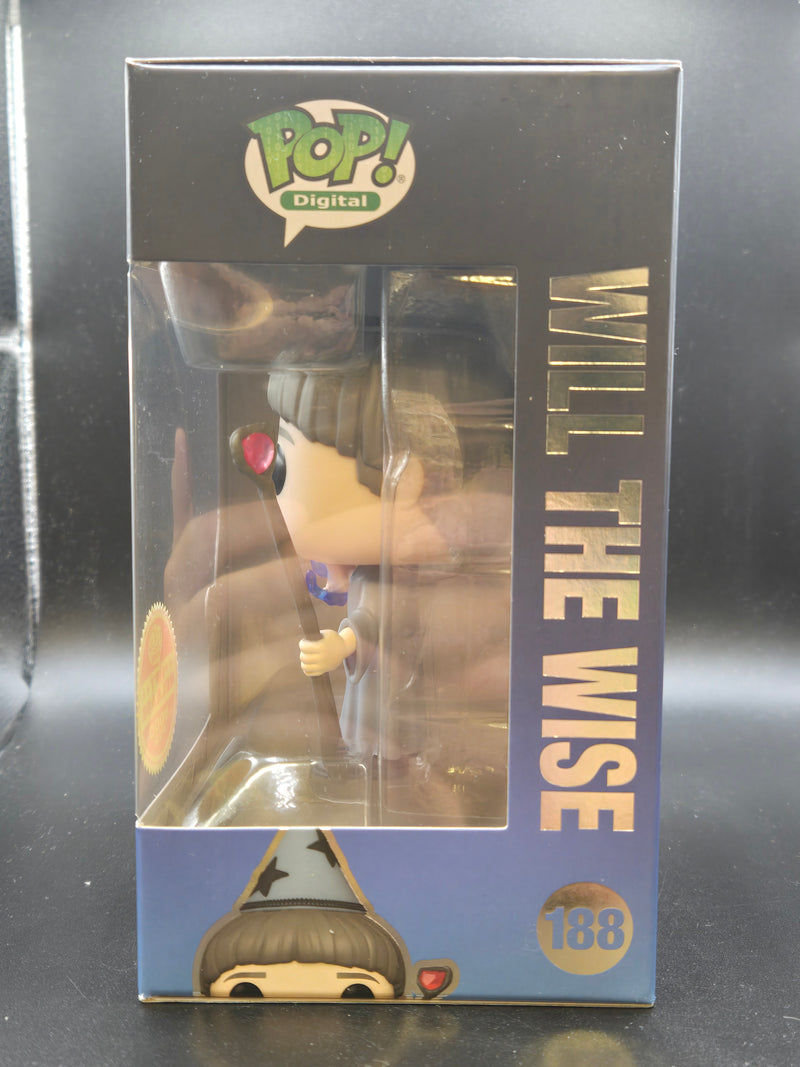 POP!®
Digital
WILL THE WISE
188